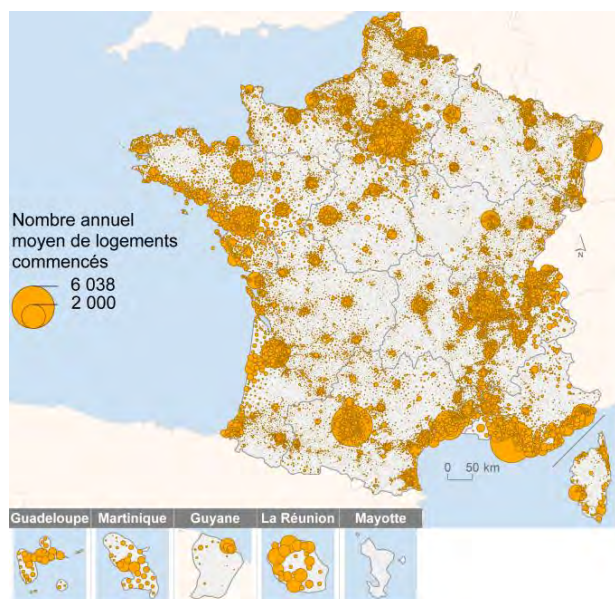 Nombre annuel
moyen de logements
commencés
6 038
2 000
N
0 50 km
Guadeloupe Martinique Guyane La Réunion Mayotte